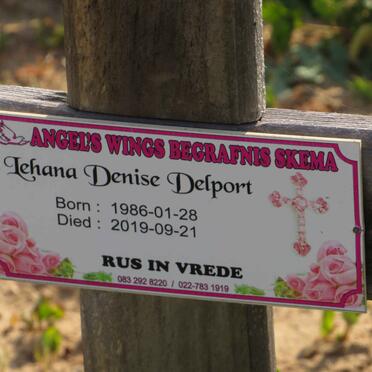 ANGEL'S WINGS BEGRAFNIS SKEMA
Lehana Denise Delport
Born : 1986-01-28
Died : 2019-09-21
RUS IN VREDE
083 292 8220 / 022-783 1919